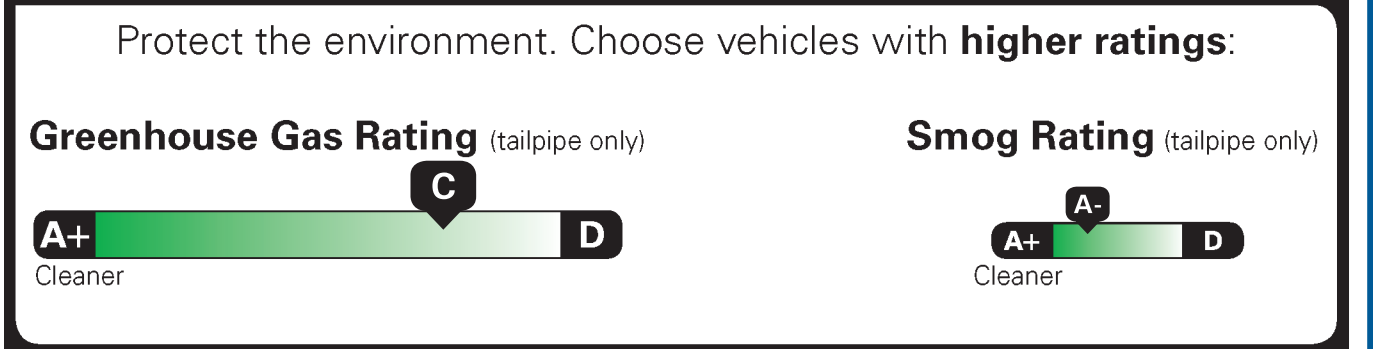 Protect the environment. Choose vehicles with higher ratings:
Greenhouse Gas Rating (tailpipe only)
C
A+
D
Cleaner
Smog Rating (tailpipe only)
A-
A+
D
Cleaner